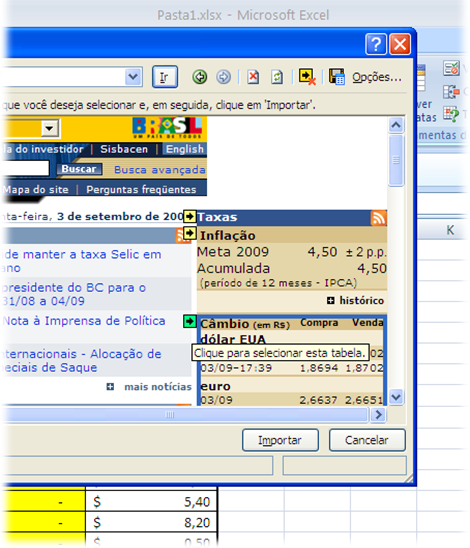 Pasta1.xlsx - Microsoft Excel
Ir
Opções...
que você deseja selecionar e, em seguida, clique em 'Importar'.
BRASIL
UM PAÍS DE TODOS
do investidor | Sisbacen | English
Buscar
Busca avançada
Mapa do site | Perguntas freqüentes
nta-feira, 3 de setembro de 200
Taxas
Inflação
Meta 2009 4,50 ± 2 p.p.
Acumulada 4,50
(período de 12 meses - IPCA)
histórico
de manter a taxa Selic em
ano
presidente do BC para o
31/08 a 04/09
Nota à Imprensa de Política
ternacionais - Alocação de
eciais de Saque
mais notícias
Câmbio (em R$) Compra Venda
dólar EUA
Clique para selecionar esta tabela.
02
03/09-17:39 1,8694 1,8702
euro
03/09 2,6637 2,6651
Importar
Cancelar
ver
atas
mentas d
K
- $ 5,40
- $ 8,20